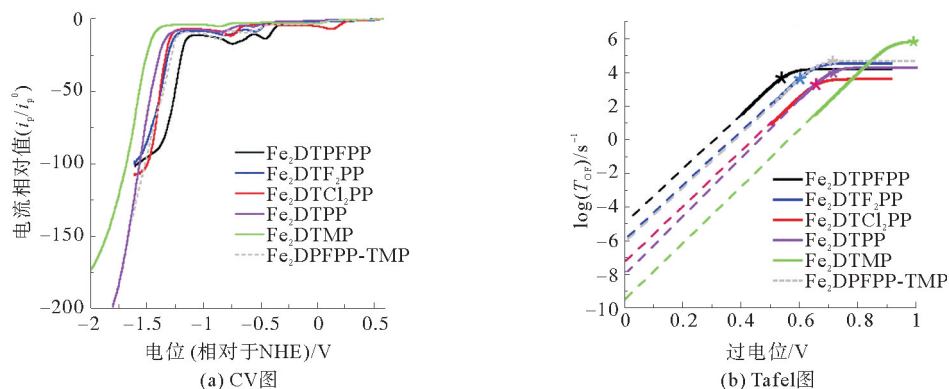 电流相对值(iₚ/iₚ⁰)
0
−50
−100
−150
−200
−2
−1.5
−1
−0.5
0
0.5
Fe₂DTPFPP
Fe₂DTF₂PP
Fe₂DTCl₂PP
Fe₂DTPP
Fe₂DTMP
Fe₂DPFPP-TMP
电位 (相对于NHE)/V
(a) CV图
log(T_OF)/s⁻¹
6
4
2
0
−2
−4
−6
−8
−10
0
0.2
0.4
0.6
0.8
1
Fe₂DTPFPP
Fe₂DTF₂PP
Fe₂DTCl₂PP
Fe₂DTPP
Fe₂DTMP
Fe₂DPFPP-TMP
过电位/V
(b) Tafel图